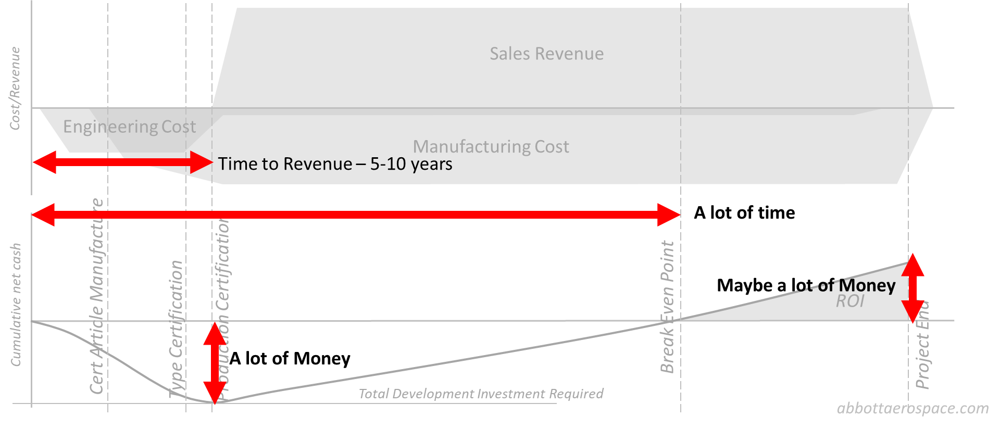 Cost/Revenue
Sales Revenue
Engineering Cost
Manufacturing Cost
Time to Revenue – 5-10 years
A lot of time
Cumulative net cash
Cert Article Manufacture
Type Certification
Production Certification
Break Even Point
Maybe a lot of Money
ROI
Project End
A lot of Money
Total Development Investment Required
abbottaerospace.com